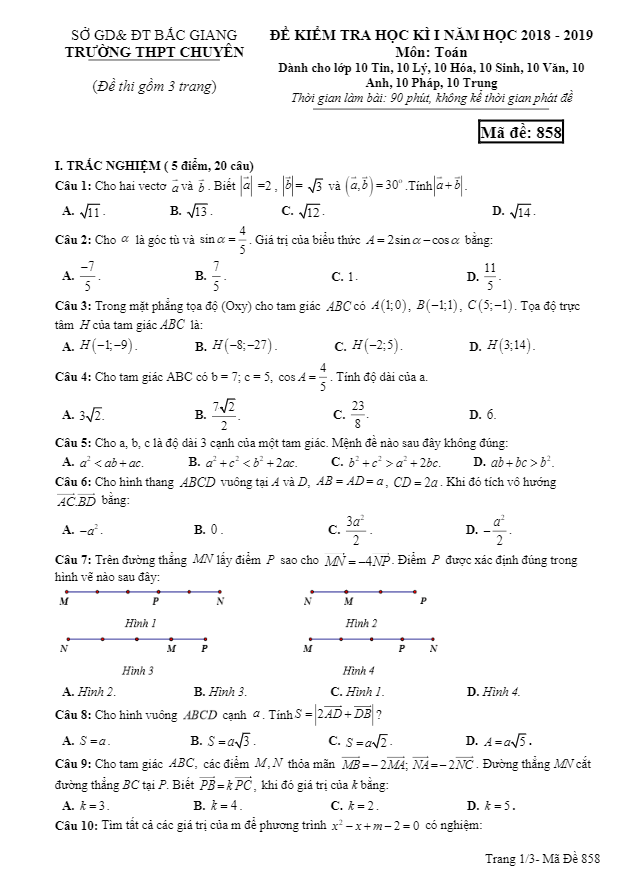 SỞ GD& ĐT BẮC GIANG
TRƯỜNG THPT CHUYÊN
(Đề thi gồm 3 trang)
ĐỀ KIỂM TRA HỌC KÌ I NĂM HỌC 2018 - 2019
Môn: Toán
Dành cho lớp 10 Tin, 10 Lý, 10 Hóa, 10 Sinh, 10 Văn, 10
Anh, 10 Pháp, 10 Trung
Thời gian làm bài: 90 phút, không kể thời gian phát đề
Mã đề: 858
I. TRẮC NGHIỆM ( 5 điểm, 20 câu)
Câu 1: Cho hai vectơ $\vec{a}$ và $\vec{b}$ . Biết $|\vec{a}|$ =2 , $|\vec{b}|$= $\sqrt{3}$ và $(\vec{a},\vec{b})=30^o$ .Tính$|\vec{a}+\vec{b}|$.
A. $\sqrt{11}$ . B. $\sqrt{13}$ . C. $\sqrt{12}$ . D. $\sqrt{14}$ .
Câu 2: Cho $\alpha$ là góc tù và $\sin\alpha=\frac{4}{5}$ . Giá trị của biểu thức $A=2\sin\alpha-\cos\alpha$ bằng:
A. $\frac{-7}{5}$ . B. $\frac{7}{5}$ . C. 1. D. $\frac{11}{5}$ .
Câu 3: Trong mặt phẳng tọa độ (Oxy) cho tam giác ABC có A(1;0), B(−1;1), C(5;−1). Tọa độ trực
tâm H của tam giác ABC là:
A. H(−1;−9). B. H(−8;−27). C. H(−2;5). D. H(3;14).
Câu 4: Cho tam giác ABC có b = 7; c = 5, $\cos A=\frac{4}{5}$ . Tính độ dài của a.
A. $3\sqrt{2}$. B. $\frac{7\sqrt{2}}{2}$ . C. $\frac{23}{8}$ . D. 6.
Câu 5: Cho a, b, c là độ dài 3 cạnh của một tam giác. Mệnh đề nào sau đây không đúng:
A. $a^2<ab+ac$. B. $a^2+c^2<b^2+2ac$. C. $b^2+c^2>a^2+2bc$. D. $ab+bc>b^2$.
Câu 6: Cho hình thang ABCD vuông tại A và D, AB = AD = a, CD = 2a. Khi đó tích vô hướng
$\overrightarrow{AC}.\overrightarrow{BD}$ bằng:
A. $-a^2$. B. 0 . C. $\frac{3a^2}{2}$ . D. $-\frac{a^2}{2}$ .
Câu 7: Trên đường thẳng MN lấy điểm P sao cho $\overrightarrow{MN}=-4\overrightarrow{NP}$. Điểm P được xác định đúng trong
hình vẽ nào sau đây:
M P N N M P
Hình 1 Hình 2
N M P M P N
Hình 3 Hình 4
A. Hình 2. B. Hình 3. C. Hình 1. D. Hình 4.
Câu 8: Cho hình vuông ABCD cạnh a. Tính $S=|2\overrightarrow{AD}+\overrightarrow{DB}|$ ?
A. $S=a$. B. $S=a\sqrt{3}$ . C. $S=a\sqrt{2}$ . D. $A=a\sqrt{5}$ .
Câu 9: Cho tam giác ABC, các điểm M, N thỏa mãn $\overrightarrow{MB}=-2\overrightarrow{MA}$; $\overrightarrow{NA}=-2\overrightarrow{NC}$ . Đường thẳng MN cắt
đường thẳng BC tại P. Biết $\overrightarrow{PB}=k\overrightarrow{PC}$, khi đó giá trị của k bằng:
A. k = 3. B. k = 4. C. k = 2. D. k = 5.
Câu 10: Tìm tất cả các giá trị của m để phương trình $x^2-x+m-2=0$ có nghiệm:
Trang 1/3- Mã Đề 858